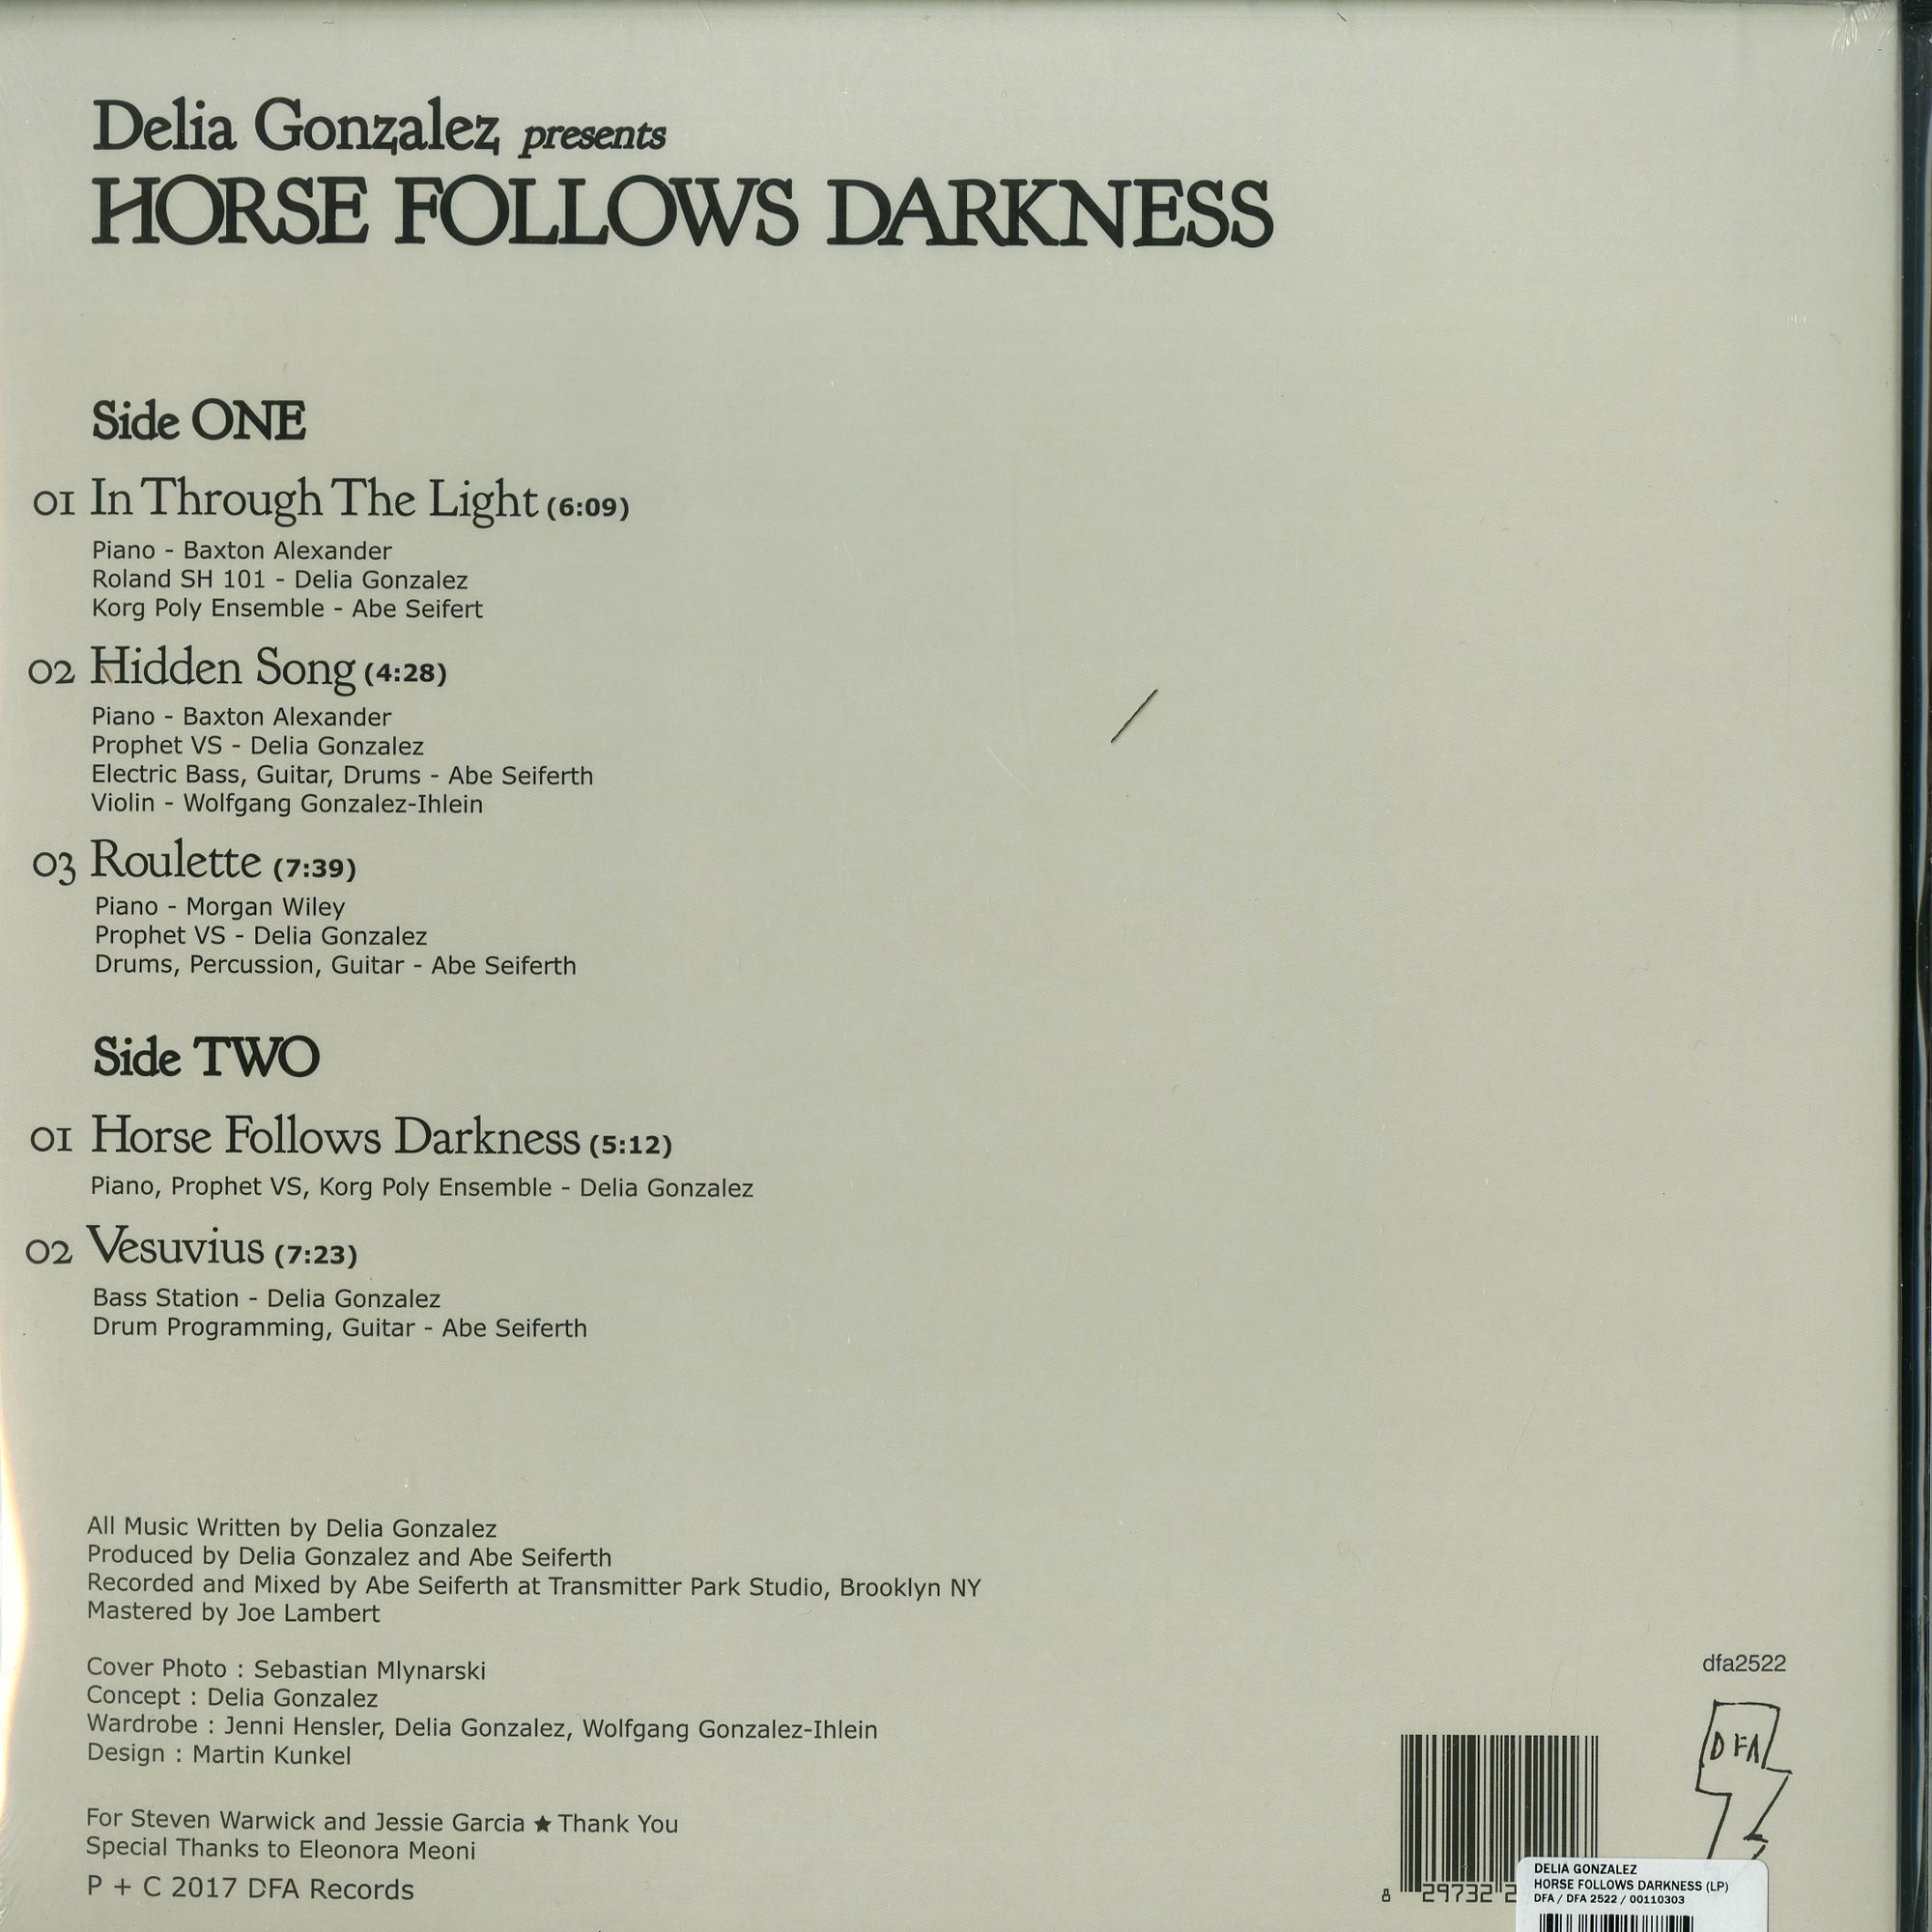 Delia Gonzalez presents
HORSE FOLLOWS DARKNESS
Side ONE
01 In Through The Light (6:09)
Piano - Baxton Alexander
Roland SH 101 - Delia Gonzalez
Korg Poly Ensemble - Abe Seifert
02 Hidden Song (4:28)
Piano - Baxton Alexander
Prophet VS - Delia Gonzalez
Electric Bass, Guitar, Drums - Abe Seiferth
Violin - Wolfgang Gonzalez-Ihlein
03 Roulette (7:39)
Piano - Morgan Wiley
Prophet VS - Delia Gonzalez
Drums, Percussion, Guitar - Abe Seiferth
Side TWO
01 Horse Follows Darkness (5:12)
Piano, Prophet VS, Korg Poly Ensemble - Delia Gonzalez
02 Vesuvius (7:23)
Bass Station - Delia Gonzalez
Drum Programming, Guitar - Abe Seiferth
All Music Written by Delia Gonzalez
Produced by Delia Gonzalez and Abe Seiferth
Recorded and Mixed by Abe Seiferth at Transmitter Park Studio, Brooklyn NY
Mastered by Joe Lambert
Cover Photo : Sebastian Mlynarski
Concept : Delia Gonzalez
Wardrobe : Jenni Hensler, Delia Gonzalez, Wolfgang Gonzalez-Ihlein
Design : Martin Kunkel
For Steven Warwick and Jessie Garcia ★ Thank You
Special Thanks to Eleonora Meoni
P + C 2017 DFA Records
dfa2522
DFA
8 29732 2
DELIA GONZALEZ
HORSE FOLLOWS DARKNESS (LP)
DFA / DFA 2522 / 00110303